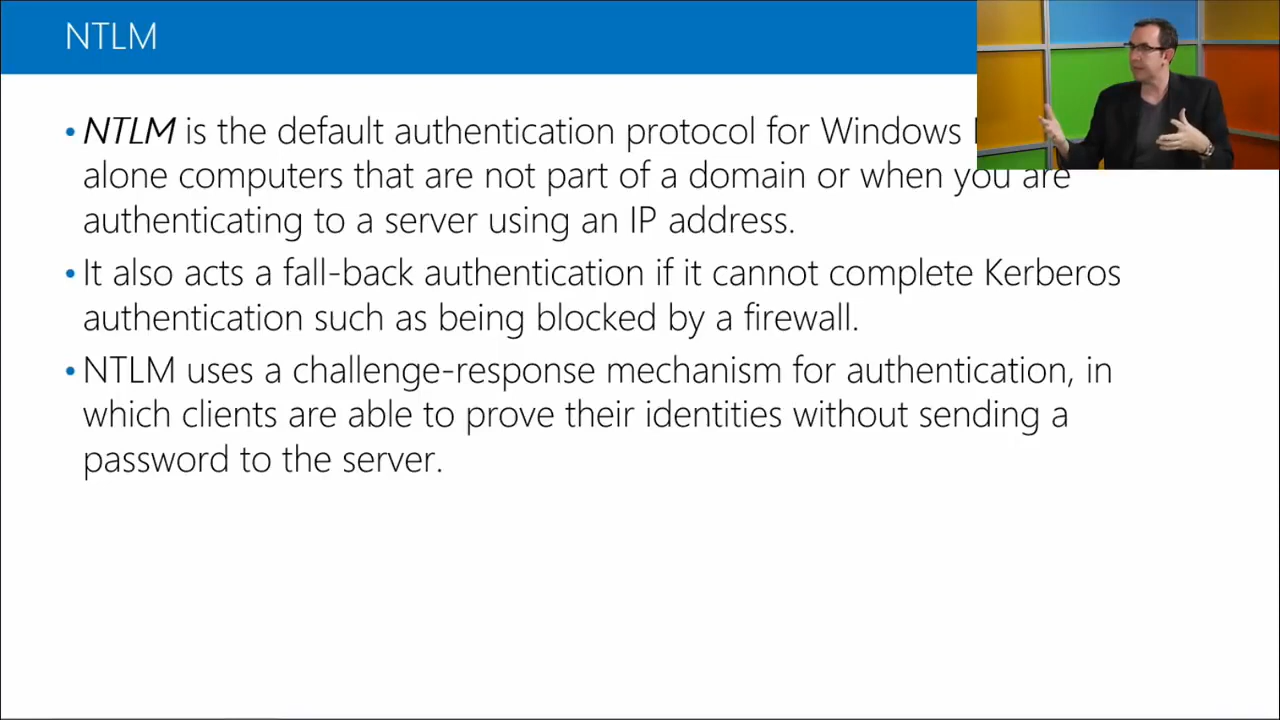 NTLM
• NTLM is the default authentication protocol for Windows
alone computers that are not part of a domain or when you are
authenticating to a server using an IP address.
• It also acts a fall-back authentication if it cannot complete Kerberos
authentication such as being blocked by a firewall.
• NTLM uses a challenge-response mechanism for authentication, in
which clients are able to prove their identities without sending a
password to the server.